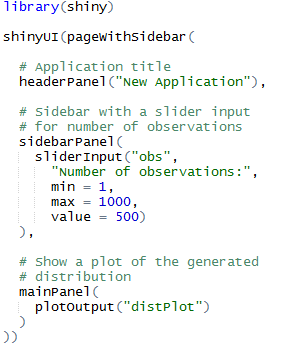 library(shiny)

shinyUI(pageWithSidebar(

  # Application title
  headerPanel("New Application"),

  # Sidebar with a slider input
  # for number of observations
  sidebarPanel(
    sliderInput("obs",
      "Number of observations:",
      min = 1,
      max = 1000,
      value = 500)
  ),

  # Show a plot of the generated
  # distribution
  mainPanel(
    plotOutput("distPlot")
  )
))